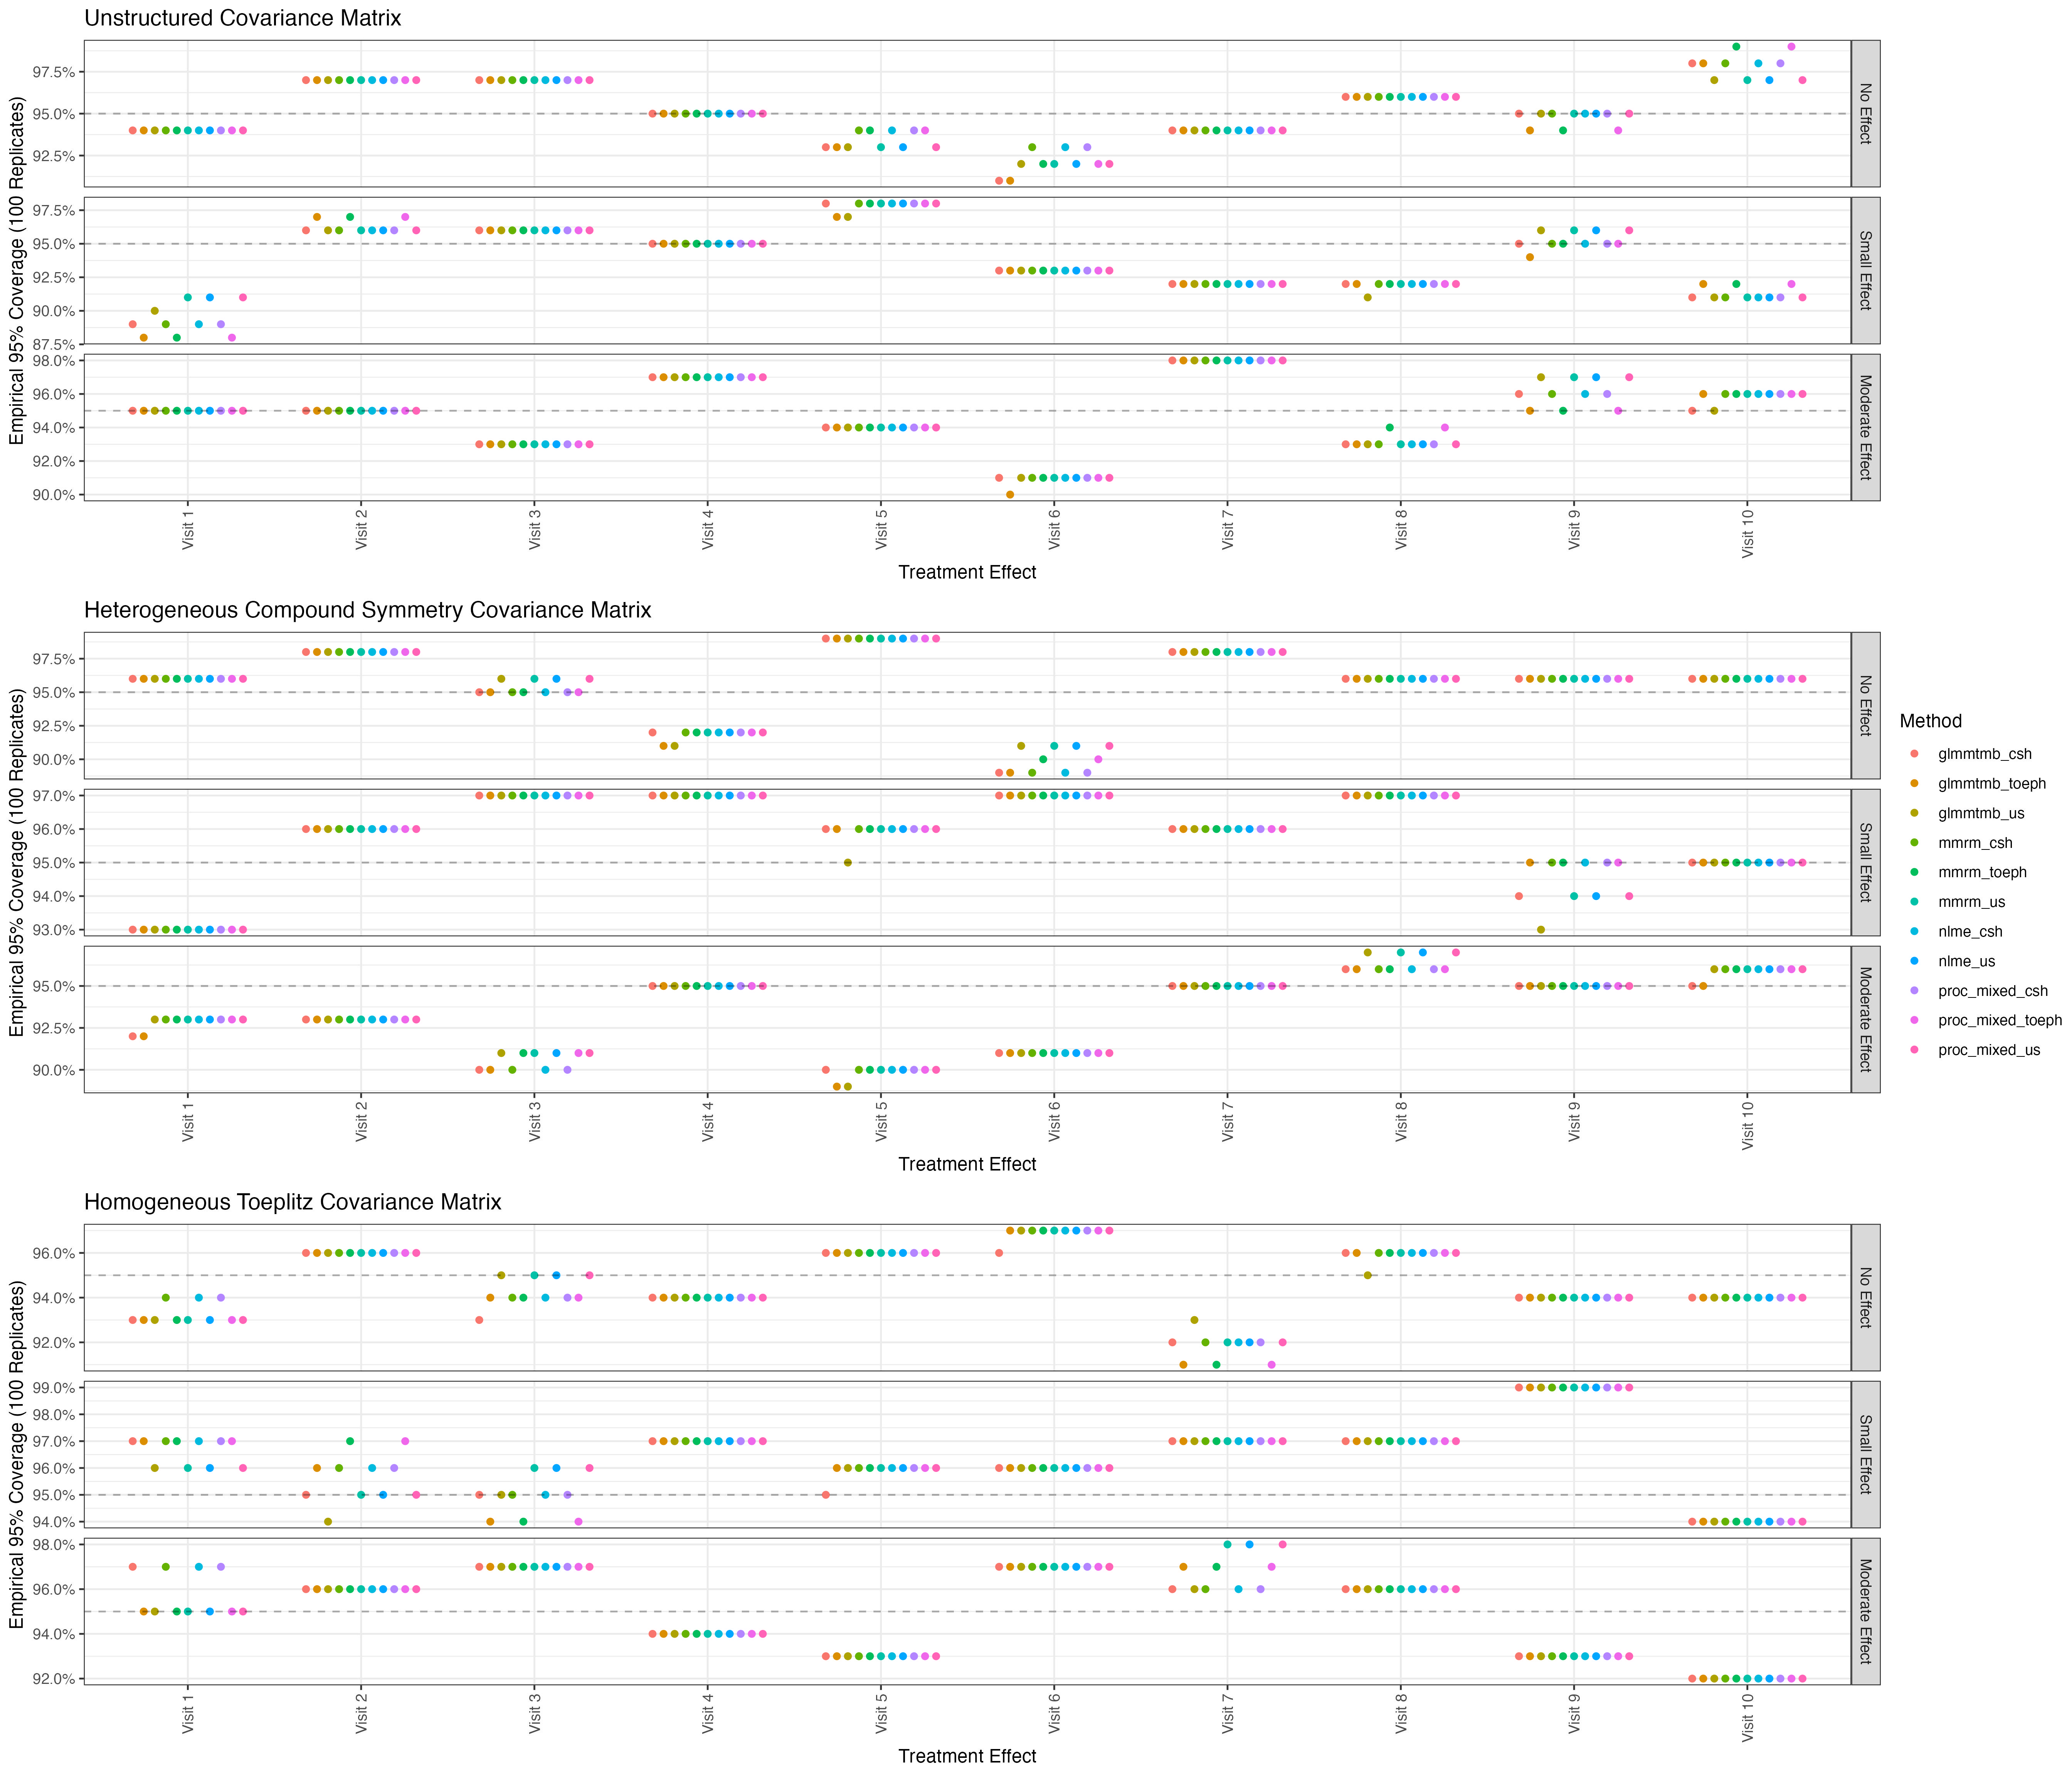 Unstructured Covariance Matrix
Empirical 95% Coverage (100 Replicates)
97.5%
95.0%
92.5%
No Effect
97.5%
95.0%
92.5%
90.0%
87.5%
Small Effect
98.0%
96.0%
94.0%
92.0%
90.0%
Moderate Effect
Visit 1
Visit 2
Visit 3
Visit 4
Visit 5
Visit 6
Visit 7
Visit 8
Visit 9
Visit 10
Treatment Effect
Heterogeneous Compound Symmetry Covariance Matrix
Empirical 95% Coverage (100 Replicates)
97.5%
95.0%
92.5%
90.0%
No Effect
97.0%
96.0%
95.0%
94.0%
93.0%
Small Effect
95.0%
92.5%
90.0%
Moderate Effect
Visit 1
Visit 2
Visit 3
Visit 4
Visit 5
Visit 6
Visit 7
Visit 8
Visit 9
Visit 10
Treatment Effect
Method
glmmtmb_csh
glmmtmb_toeph
glmmtmb_us
mmrm_csh
mmrm_toeph
mmrm_us
nlme_csh
nlme_us
proc_mixed_csh
proc_mixed_toeph
proc_mixed_us
Homogeneous Toeplitz Covariance Matrix
Empirical 95% Coverage (100 Replicates)
96.0%
94.0%
92.0%
No Effect
99.0%
98.0%
97.0%
96.0%
95.0%
94.0%
Small Effect
98.0%
96.0%
94.0%
92.0%
Moderate Effect
Visit 1
Visit 2
Visit 3
Visit 4
Visit 5
Visit 6
Visit 7
Visit 8
Visit 9
Visit 10
Treatment Effect